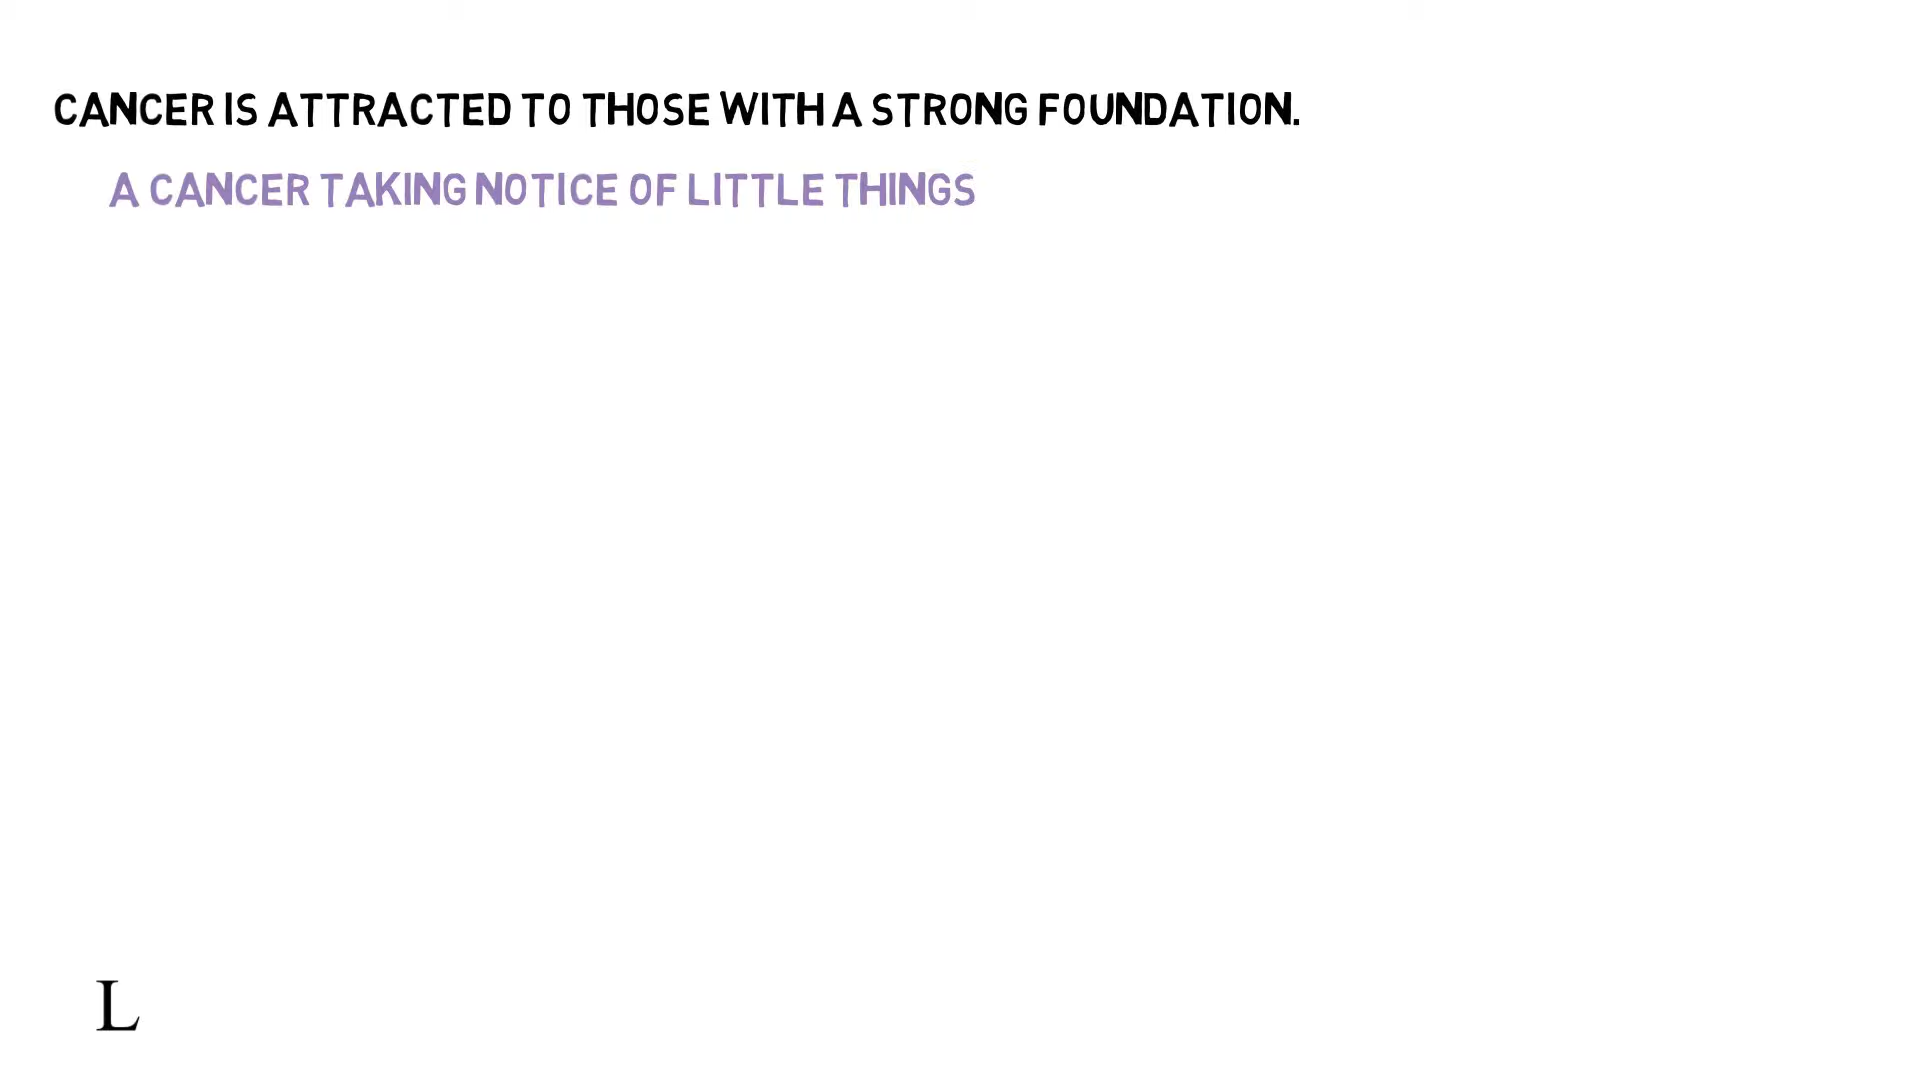 CANCER IS ATTRACTED TO THOSE WITH A STRONG FOUNDATION.
A CANCER TAKING NOTICE OF LITTLE THINGS
L